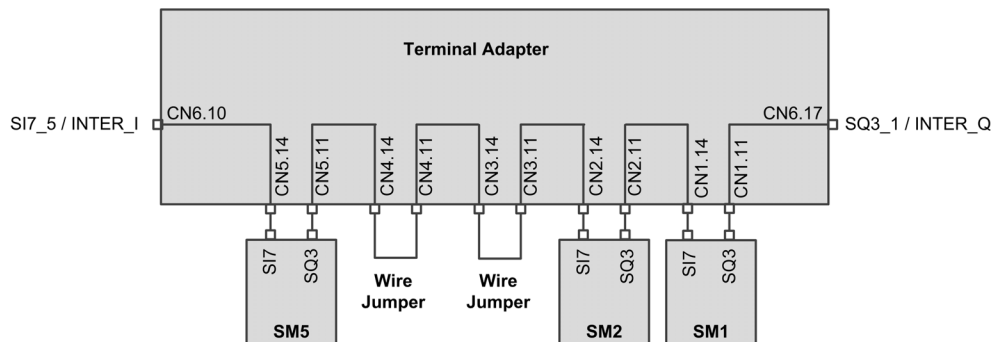 Terminal Adapter
SI7_5 / INTER_I
CN6.10
CN6.17
SQ3_1 / INTER_Q
CN5.14
CN5.11
CN4.14
CN4.11
CN3.14
CN3.11
CN2.14
CN2.11
CN1.14
CN1.11
SI7
SQ3
Wire
Jumper
Wire
Jumper
SI7
SQ3
SI7
SQ3
SM5
SM2
SM1